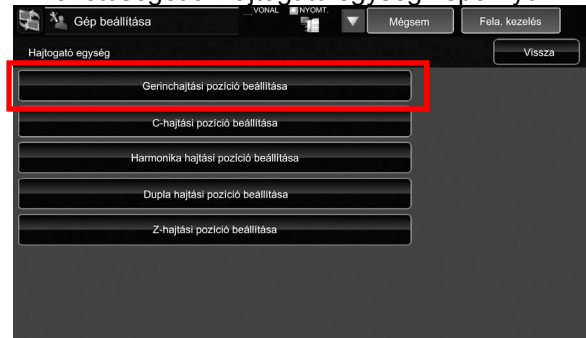 Gép beállítása
VONAL
NYOMT.
Mégsem
Fela. kezelés
Hajtogató egység
Vissza
Gerinchajtási pozíció beállítása
C-hajtási pozíció beállítása
Harmonika hajtási pozíció beállítása
Dupla hajtási pozíció beállítása
Z-hajtási pozíció beállítása